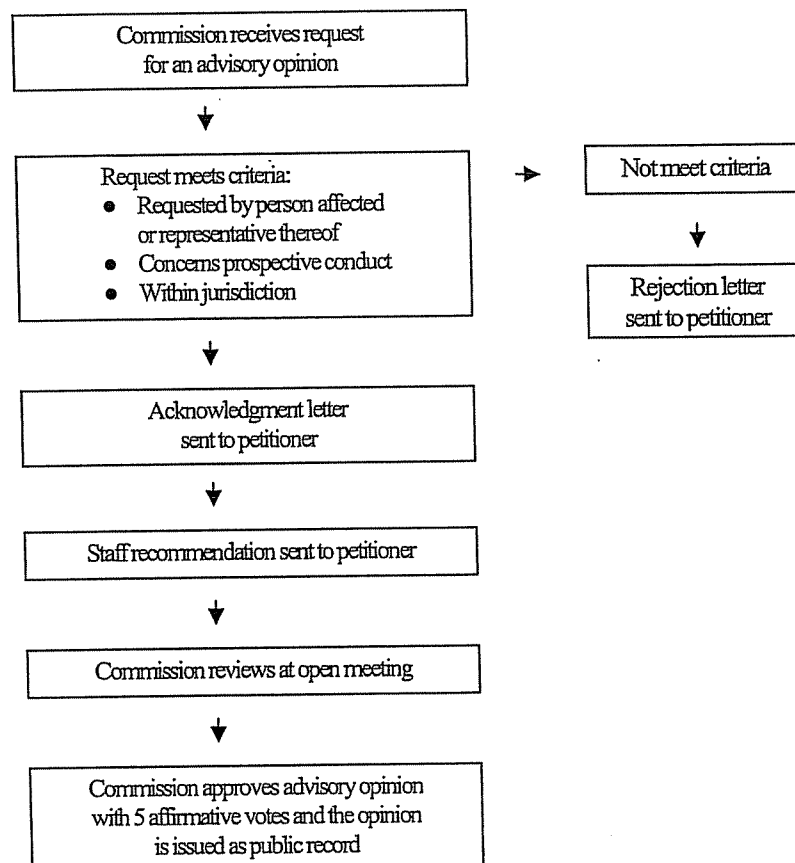 Commission receives request
for an advisory opinion
Request meets criteria:
● Requested by person affected
or representative thereof
● Concerns prospective conduct
● Within jurisdiction
Not meet criteria
Rejection letter
sent to petitioner
Acknowledgment letter
sent to petitioner
Staff recommendation sent to petitioner
Commission reviews at open meeting
Commission approves advisory opinion
with 5 affirmative votes and the opinion
is issued as public record